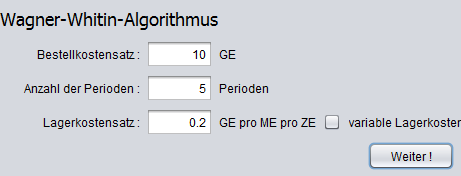 Wagner-Whitin-Algorithmus
Bestellkostensatz : 10 GE
Anzahl der Perioden : 5 Perioden
Lagerkostensatz : 0.2 GE pro ME pro ZE variable Lagerkoster
Weiter !